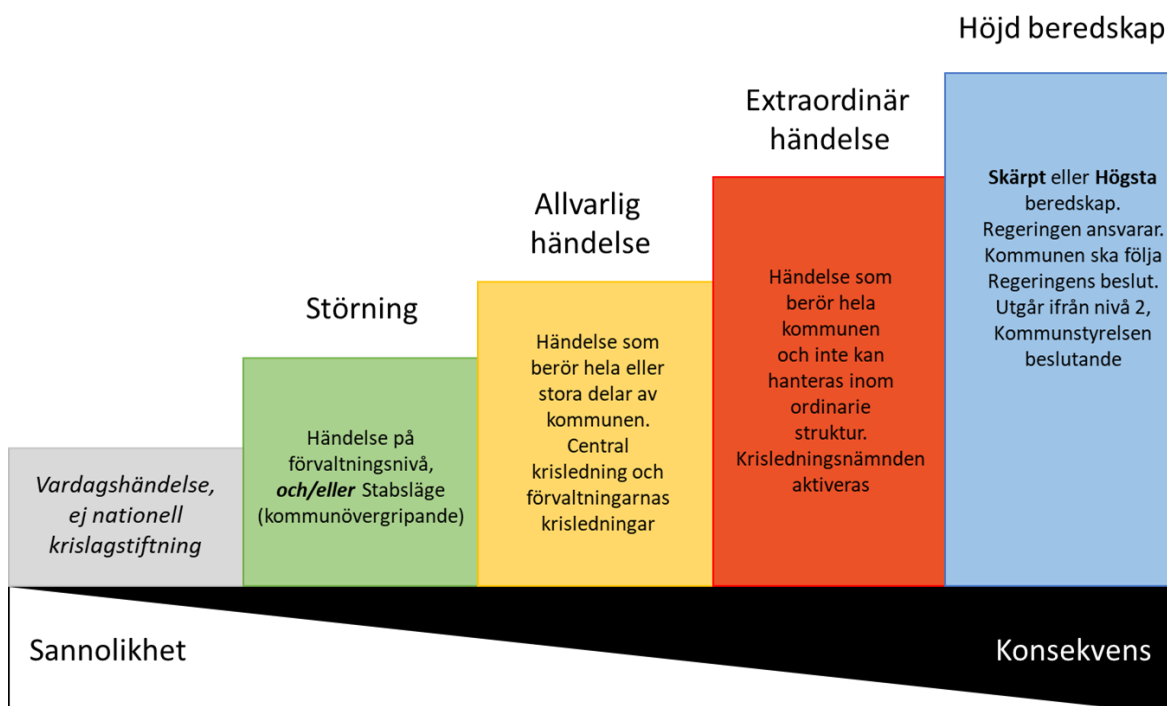 Vardagshändelse,
ej nationell
krislagstiftning
Störning
Händelse på
förvaltningsnivå,
och/eller Stabsläge
(kommunövergripande)
Allvarlig
händelse
Händelse som
berör hela eller
stora delar av
kommunen.
Central
krisledning och
förvaltningarnas
krisledningar
Extraordinär
händelse
Händelse som
berör hela
kommunen
och inte kan
hanteras inom
ordinarie
struktur.
Krisledningsnämnden
aktiveras
Höjd beredskap
Skärpt eller Högsta
beredskap.
Regeringen ansvarar.
Kommunen ska följa
Regeringens beslut.
Utgår ifrån nivå 2,
Kommunstyrelsen
beslutande
Sannolikhet
Konsekvens